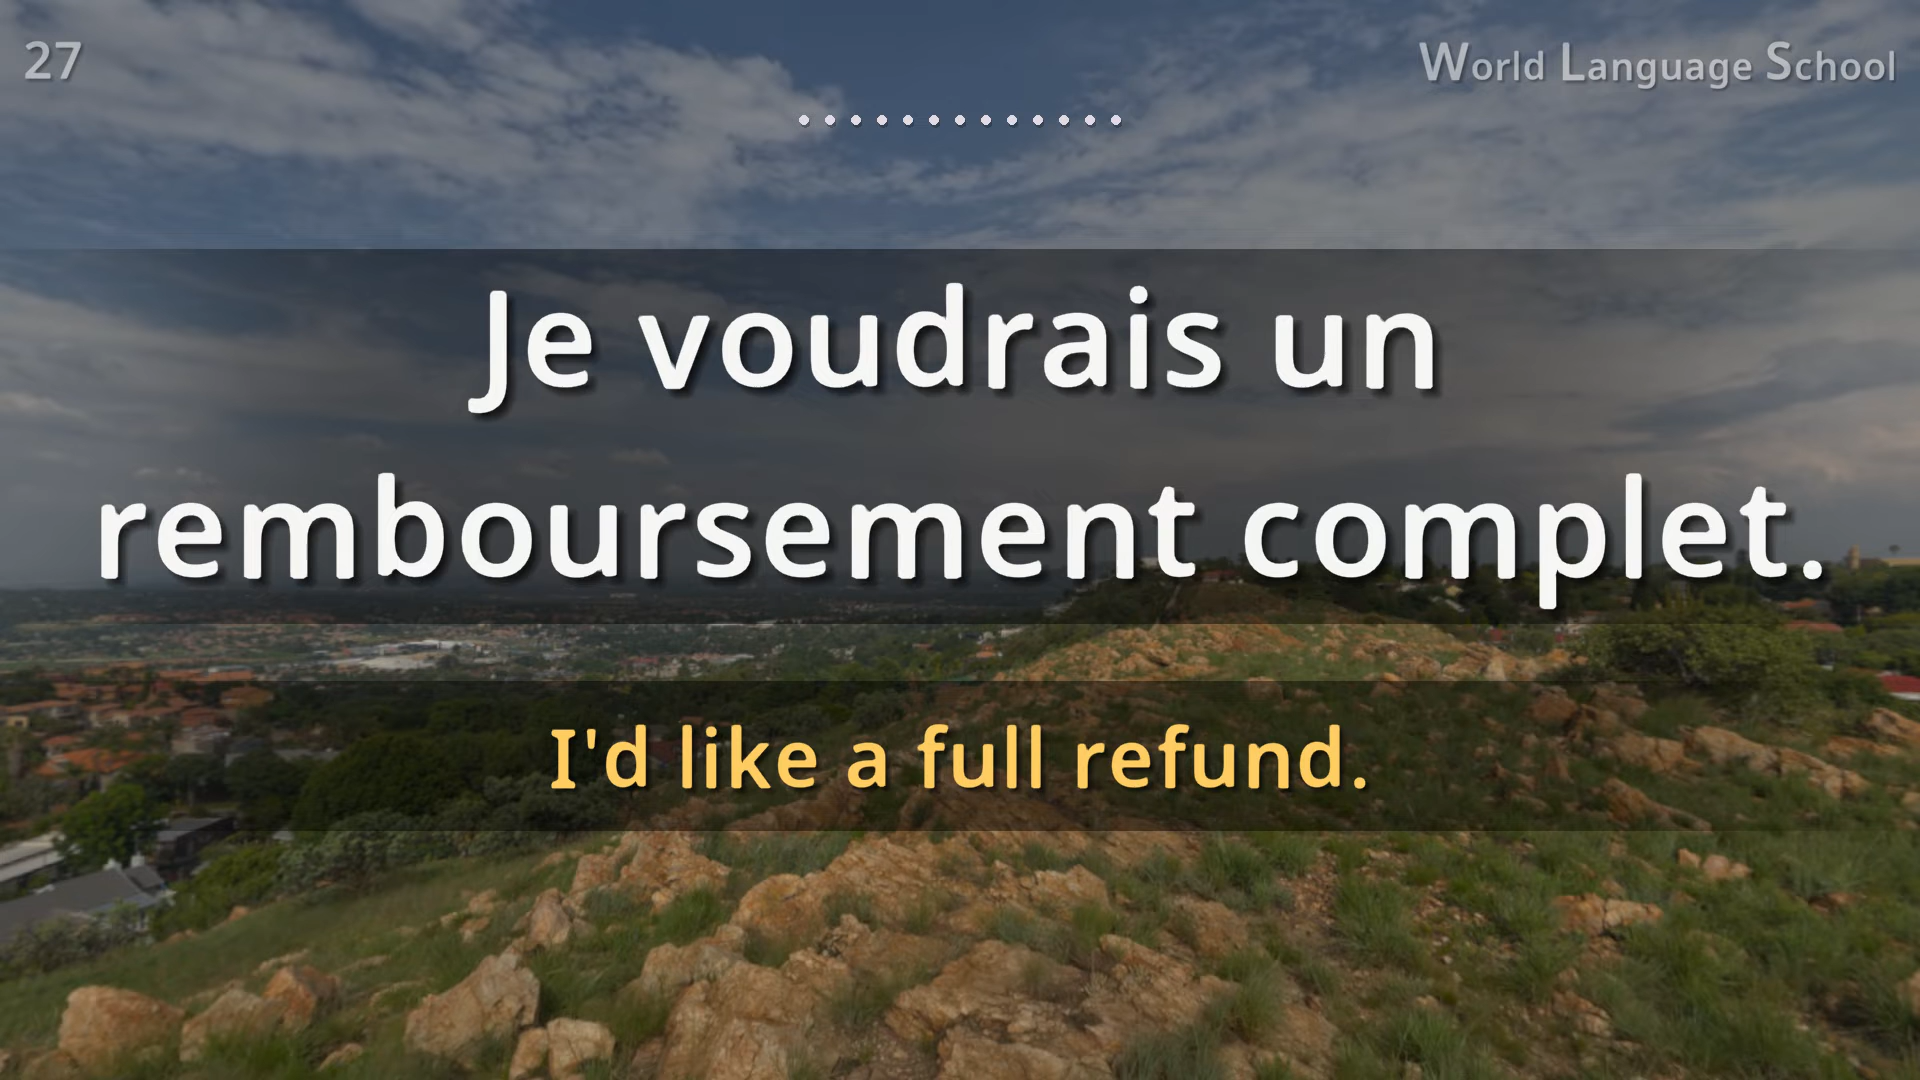 27
World Language School
Je voudrais un
remboursement complet.
I'd like a full refund.